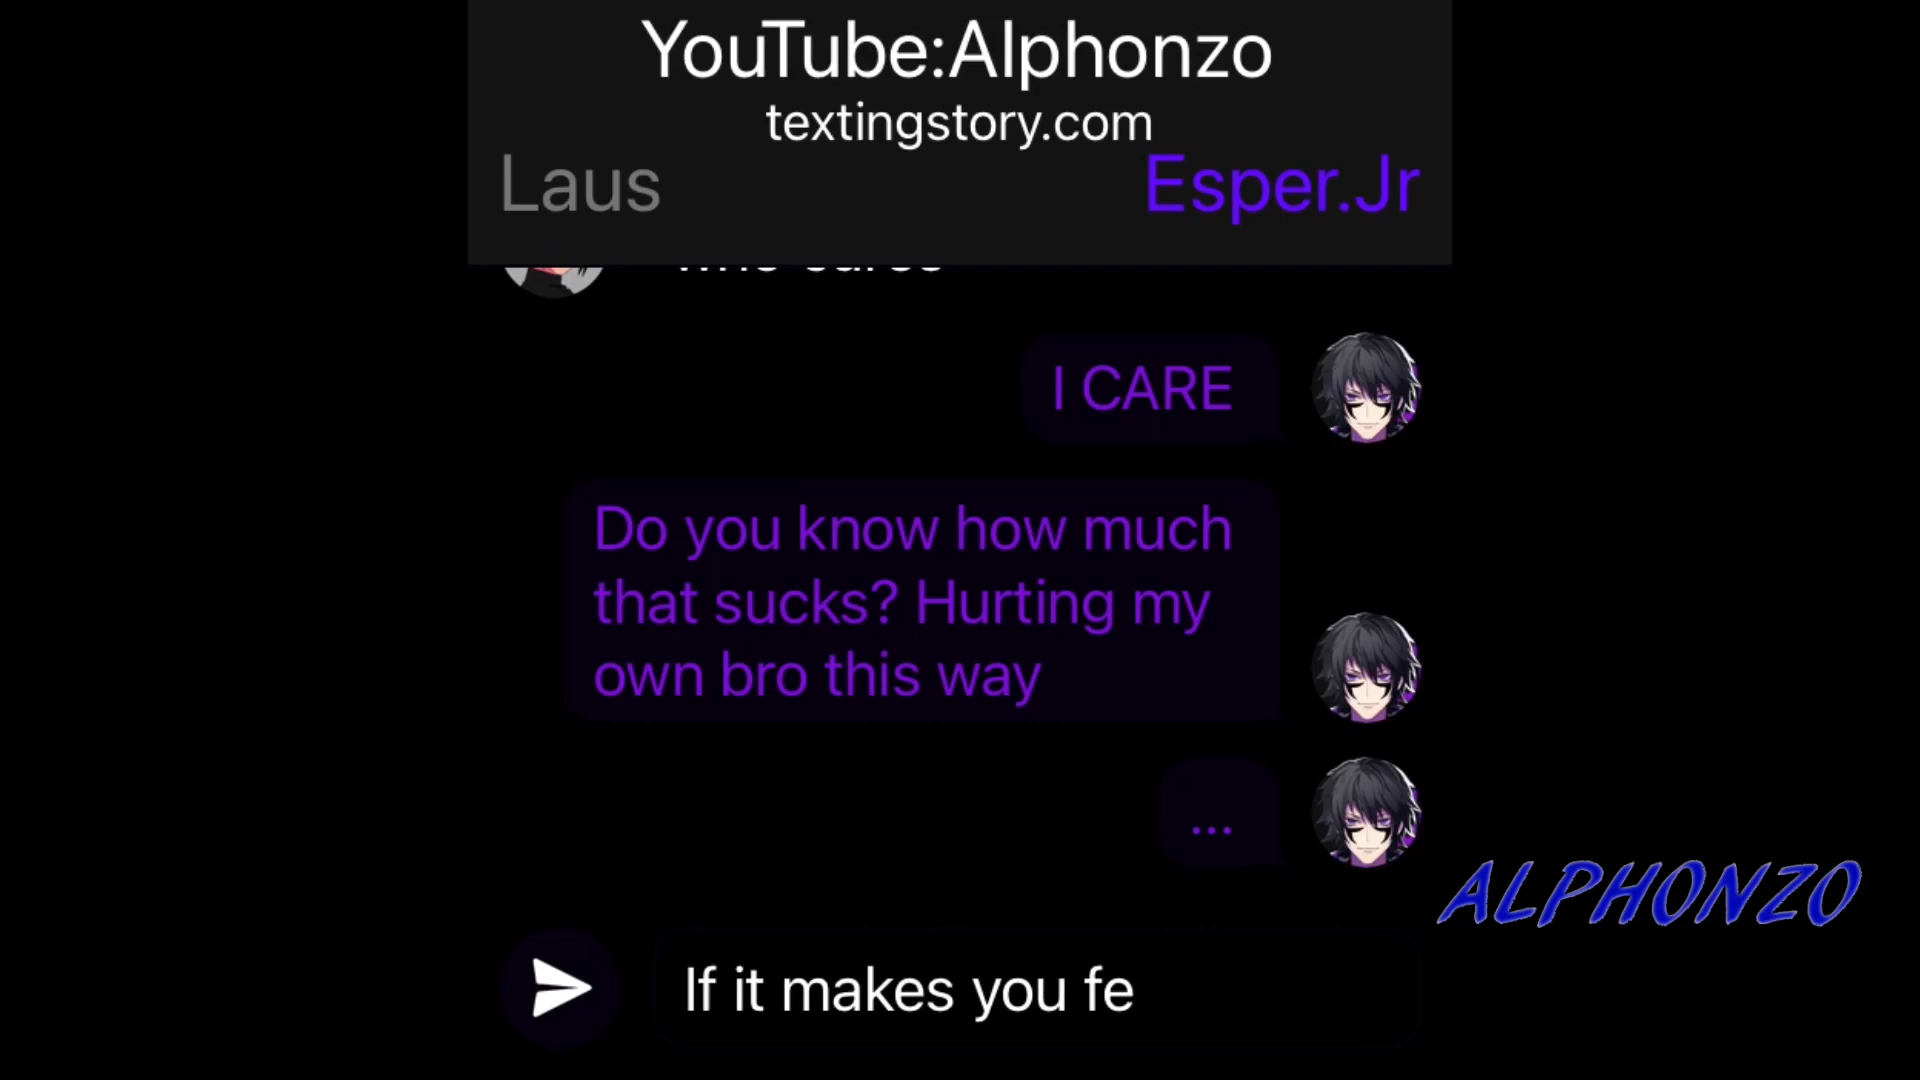 YouTube:Alphonzo
textingstory.com
Laus
Esper.Jr
I CARE
Do you know how much
that sucks? Hurting my
own bro this way
...
ALPHONZO
If it makes you fe